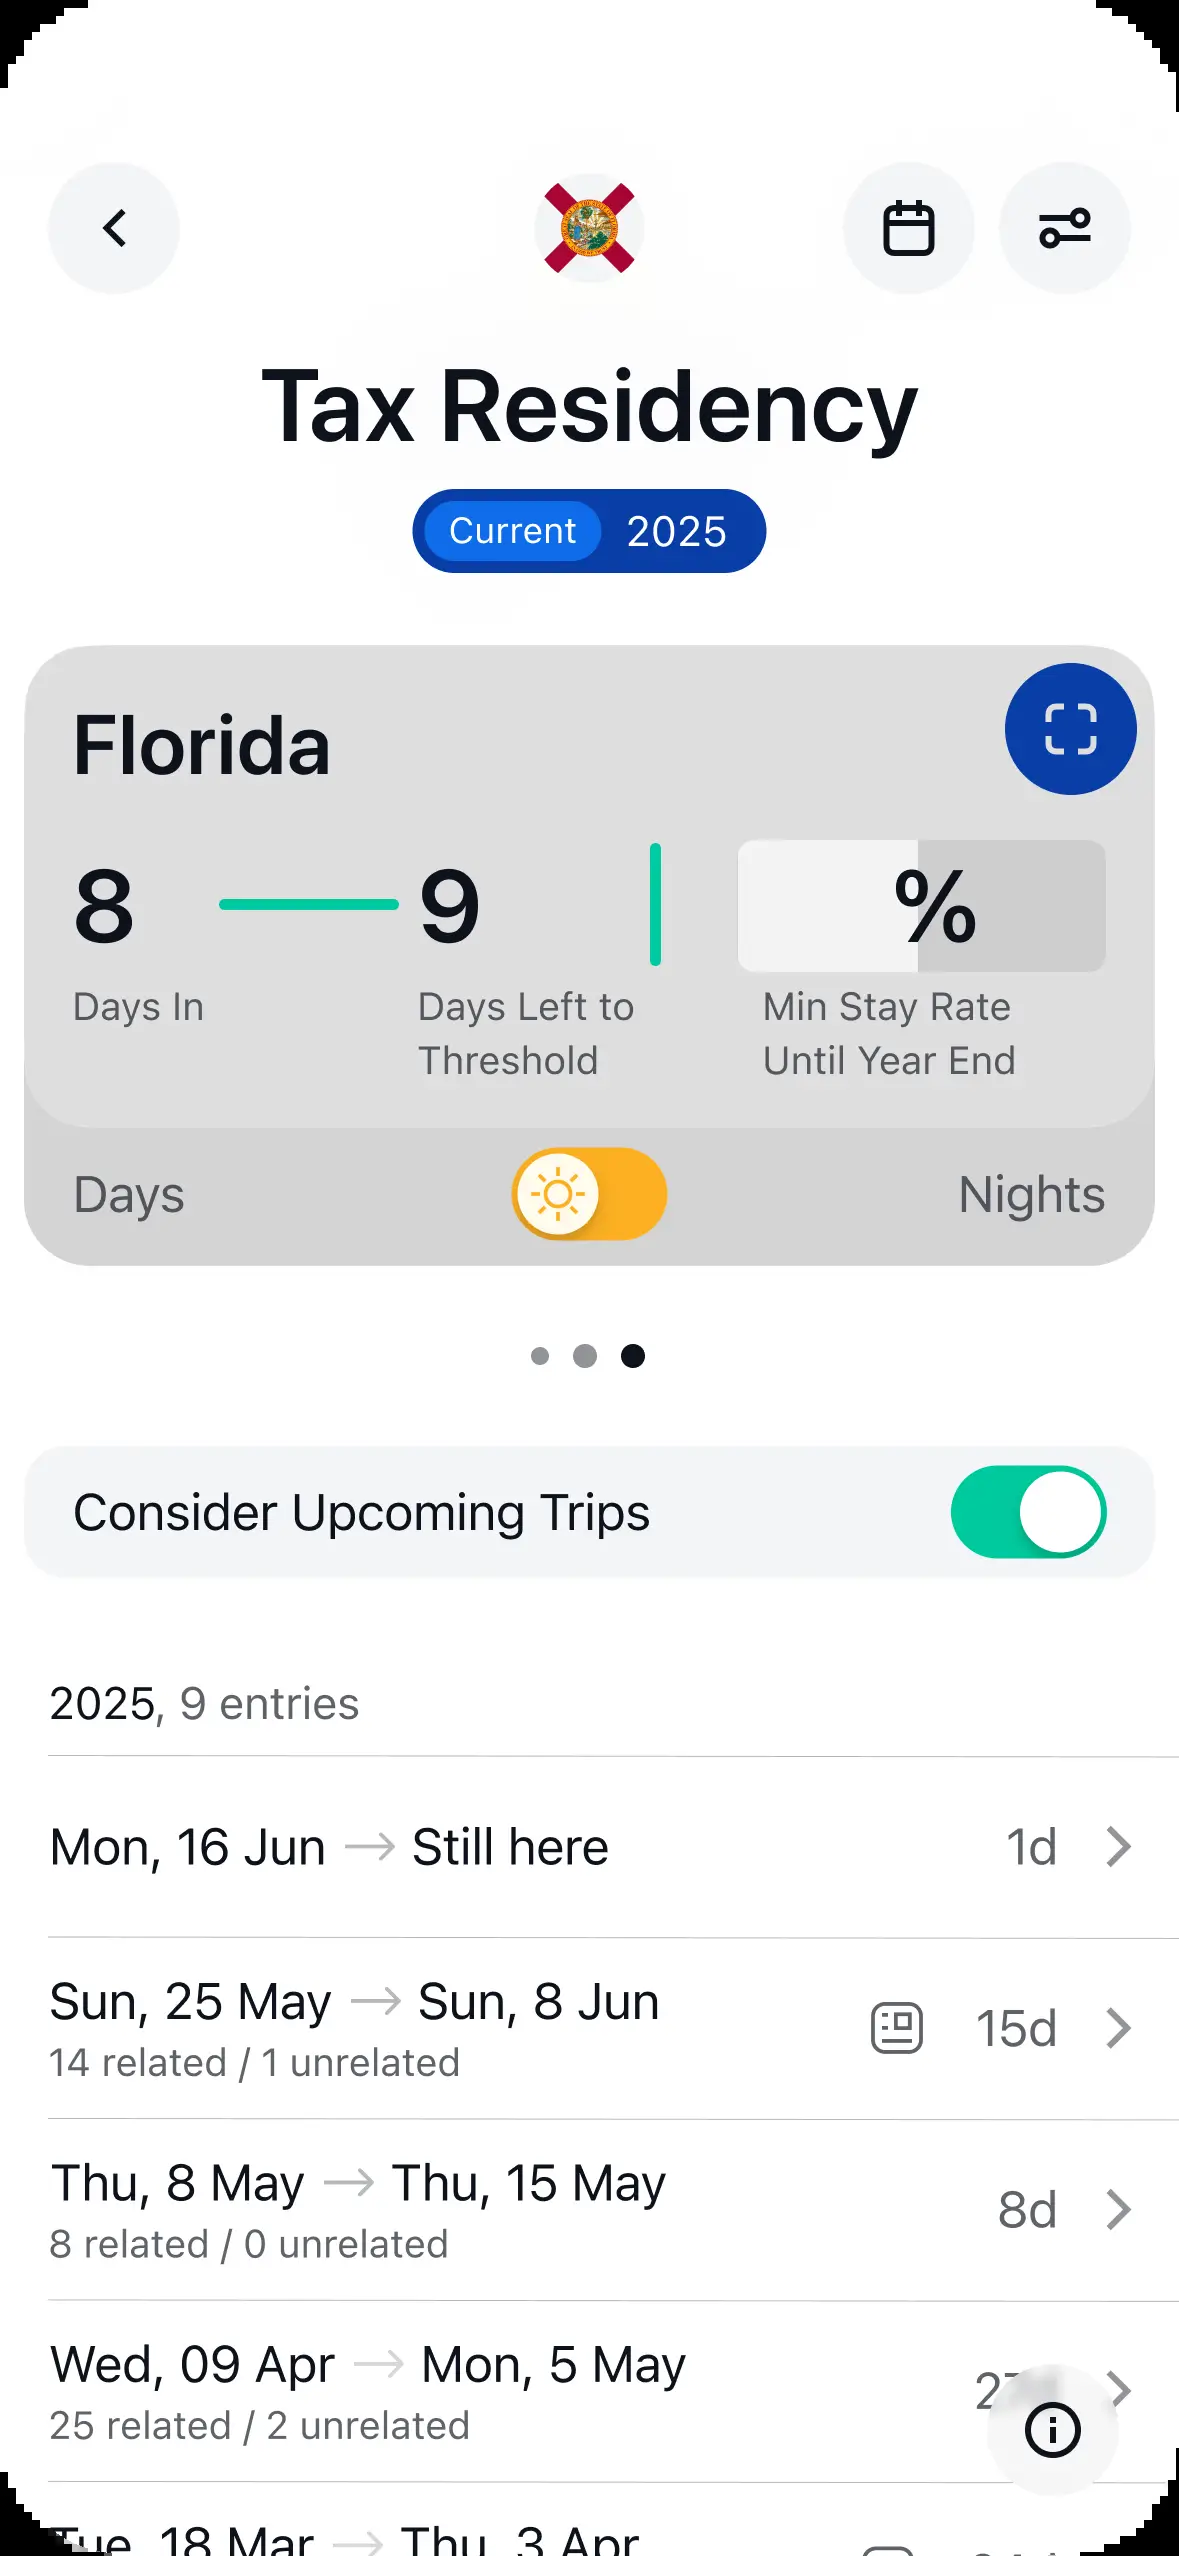 Tax Residency
Current 2025
Florida
8 9 %
Days In Days Left to Threshold Min Stay Rate Until Year End
Days Nights
Consider Upcoming Trips
2025, 9 entries
Mon, 16 Jun → Still here 1d
Sun, 25 May → Sun, 8 Jun 15d
14 related / 1 unrelated
Thu, 8 May → Thu, 15 May 8d
8 related / 0 unrelated
Wed, 09 Apr → Mon, 5 May
25 related / 2 unrelated
Tue, 18 Mar → Thu, 3 Apr